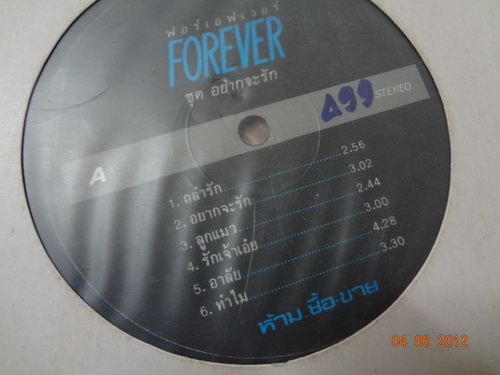 ฟอร์เอฟเวอร์
FOREVER
ชุด อยากจะรัก
A99 STEREO
A
1. ถลำรัก 2.56
2. อยากจะรัก 3.02
3. ลูกแมว 2.44
4. รักเจ้าเอ๋ย 3.00
5. อาลัย 4.28
6. ทำไม 3.30
ห้าม ซื้อ-ขาย
04 08 2012